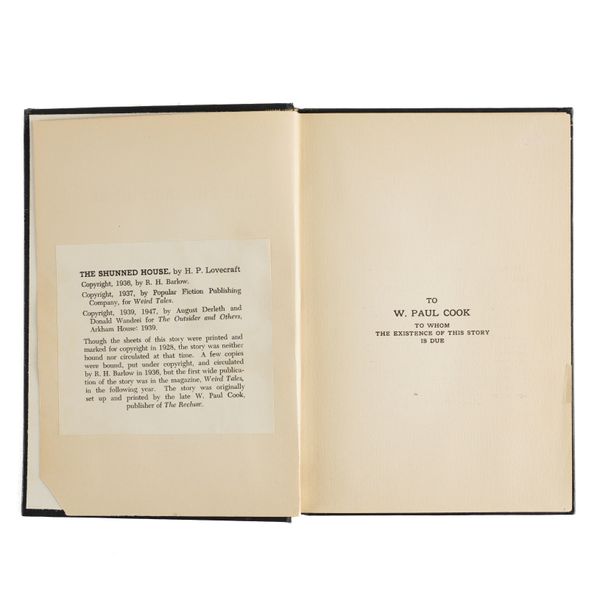 THE SHUNNED HOUSE, by H. P. Lovecraft
Copyright, 1936, by R. H. Barlow.
Copyright, 1937, by Popular Fiction Publishing
Company, for Weird Tales.
Copyright, 1939, 1947, by August Derleth and
Donald Wandrei for The Outsider and Others,
Arkham House: 1939.
Though the sheets of this story were printed and
marked for copyright in 1928, the story was neither
bound nor circulated at that time. A few copies
were bound, put under copyright, and circulated
by R. H. Barlow in 1936, but the first wide publica-
tion of the story was in the magazine, Weird Tales,
in the following year. The story was originally
set up and printed by the late W. Paul Cook,
publisher of The Recluse.
TO
W. PAUL COOK
TO WHOM
THE EXISTENCE OF THIS STORY
IS DUE